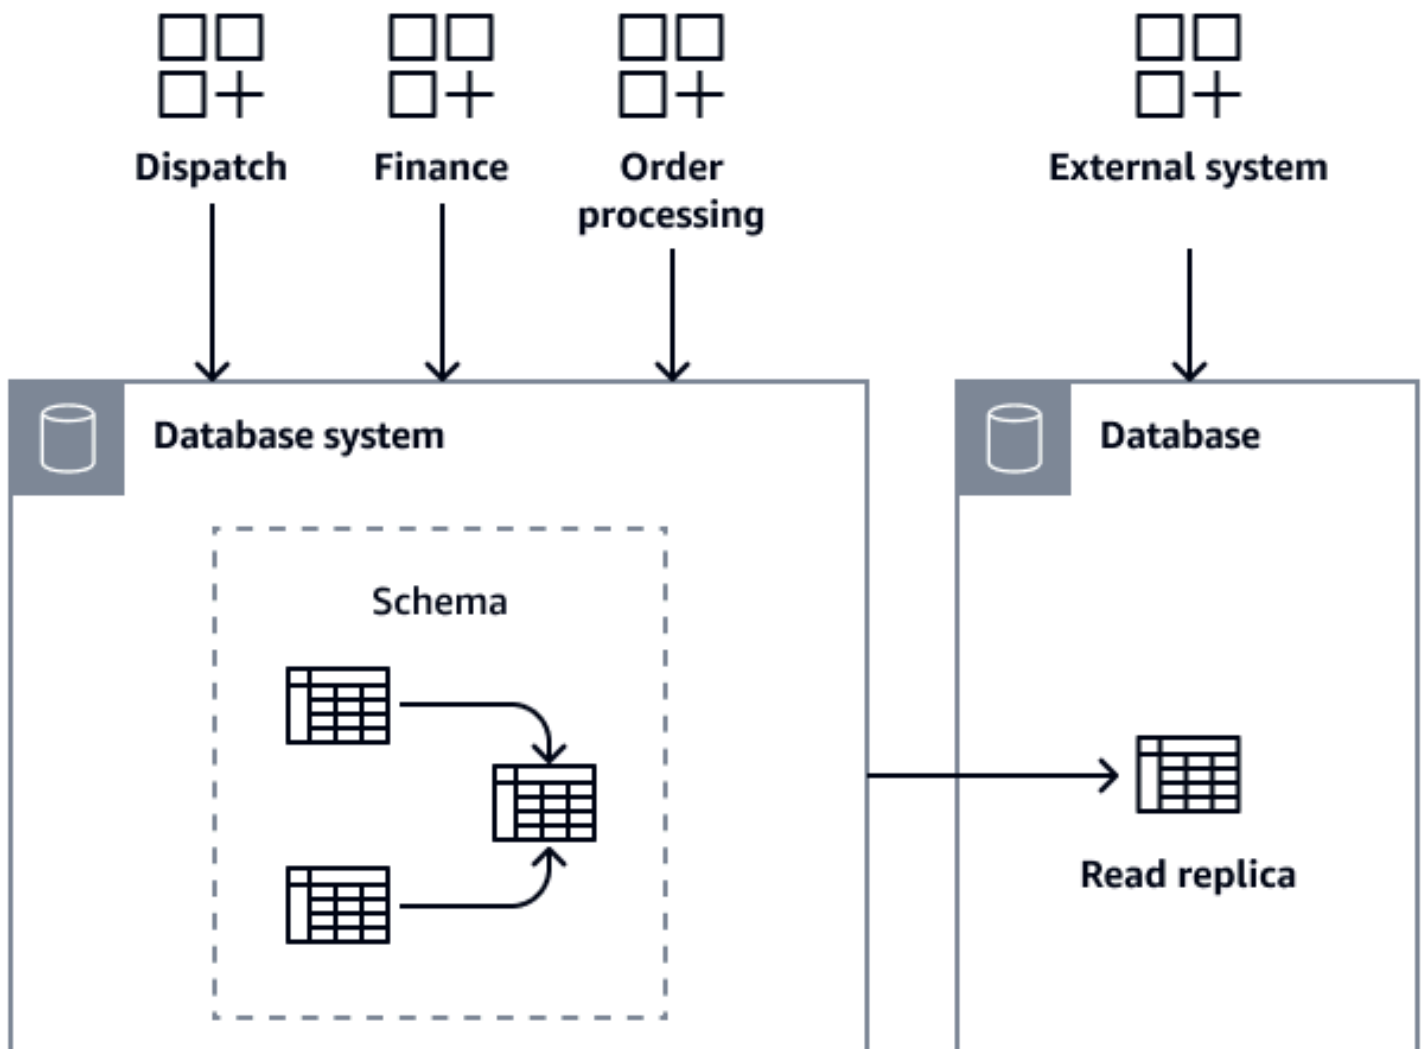 Dispatch
Finance
Order
processing
External system
Database system
Database
Schema
Read replica